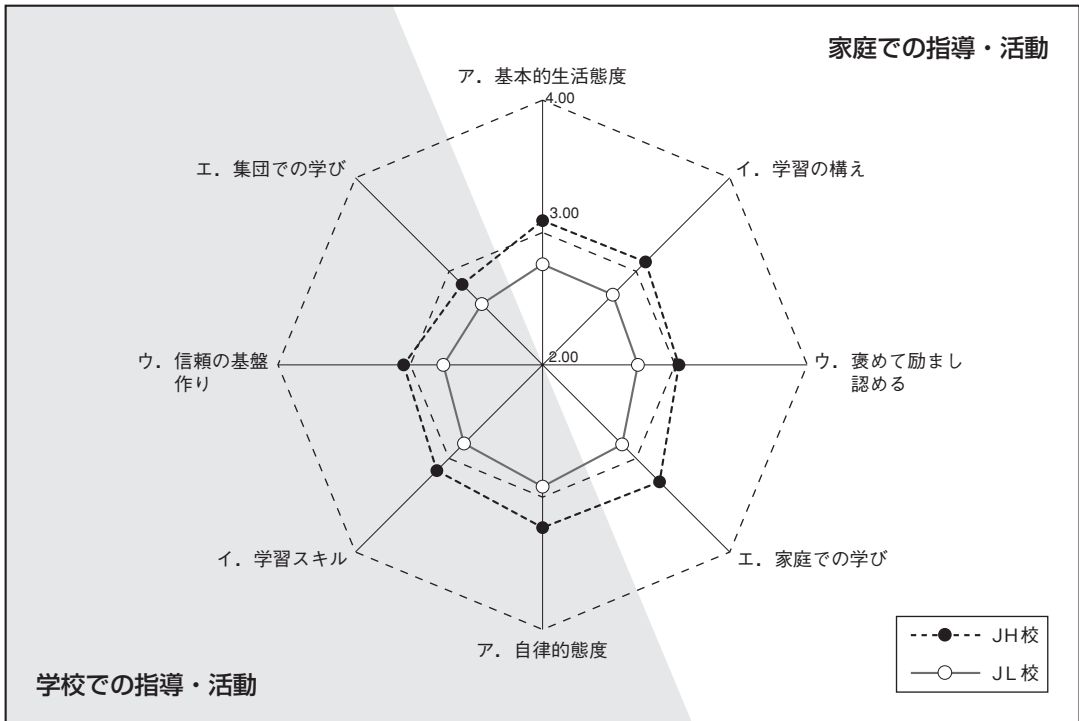 家庭での指導・活動
ア．基本的生活態度
4.00
エ．集団での学び
イ．学習の構え
3.00
ウ．信頼の基盤
作り
2.00
ウ．褒めて励まし
認める
イ．学習スキル
エ．家庭での学び
ア．自律的態度
JH校
JL校
学校での指導・活動